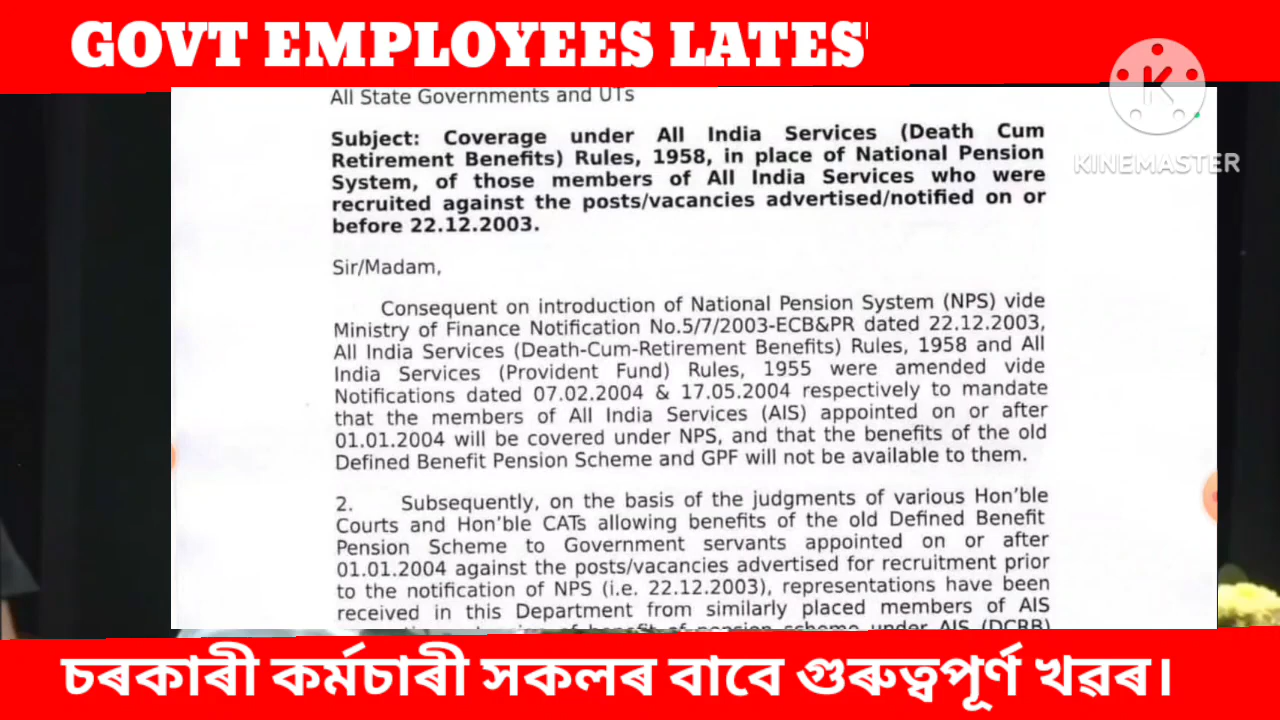 GOVT EMPLOYEES LATES
KINEMASTER
All State Governments and UTs
Subject: Coverage under All India Services (Death Cum
Retirement Benefits) Rules, 1958, in place of National Pension
System, of those members of All India Services who were
recruited against the posts/vacancies advertised/notified on or
before 22.12.2003.
Sir/Madam,
Consequent on introduction of National Pension System (NPS) vide
Ministry of Finance Notification No.5/7/2003-ECB&PR dated 22.12.2003,
All India Services (Death-Cum-Retirement Benefits) Rules, 1958 and All
India Services (Provident Fund) Rules, 1955 were amended vide
Notifications dated 07.02.2004 & 17.05.2004 respectively to mandate
that the members of All India Services (AIS) appointed on or after
01.01.2004 will be covered under NPS, and that the benefits of the old
Defined Benefit Pension Scheme and GPF will not be available to them.
2. Subsequently, on the basis of the judgments of various Hon’ble
Courts and Hon’ble CATs allowing benefits of the old Defined Benefit
Pension Scheme to Government servants appointed on or after
01.01.2004 against the posts/vacancies advertised for recruitment prior
to the notification of NPS (i.e. 22.12.2003), representations have been
received in this Department from similarly placed members of AIS
of benefit of pension scheme under AIS (DCRB)
চৰকাৰী কৰ্মচাৰী সকলৰ বাবে গুৰুত্বপূৰ্ণ খৱৰ।